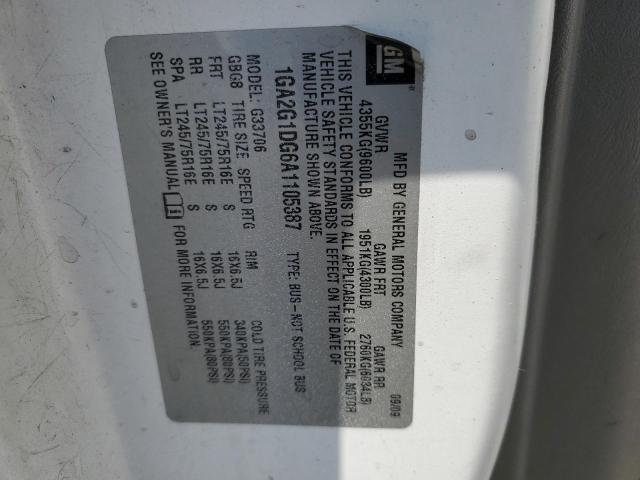 GM
MFD BY GENERAL MOTORS COMPANY 09/09
GVWR GAWR FRT GAWR RR
4355KG(9600LB) 1951KG(4300LB) 2760KG(6084LB)
THIS VEHICLE CONFORMS TO ALL APPLICABLE U.S. FEDERAL MOTOR
VEHICLE SAFETY STANDARDS IN EFFECT ON THE DATE OF
MANUFACTURE SHOWN ABOVE.
1GA2G1DG6A1105387 TYPE: BUS-NOT SCHOOL BUS
MODEL: G33706
GBG8 TIRE SIZE SPEED RTG RIM COLD TIRE PRESSURE
FRT LT245/75R16E S 16X6.5J 340KPA(50PSI)
RR LT245/75R16E S 16X6.5J 550KPA(80PSI)
SPA LT245/75R16E S 16X6.5J 550KPA(80PSI)
SEE OWNER'S MANUAL FOR MORE INFORMATION.